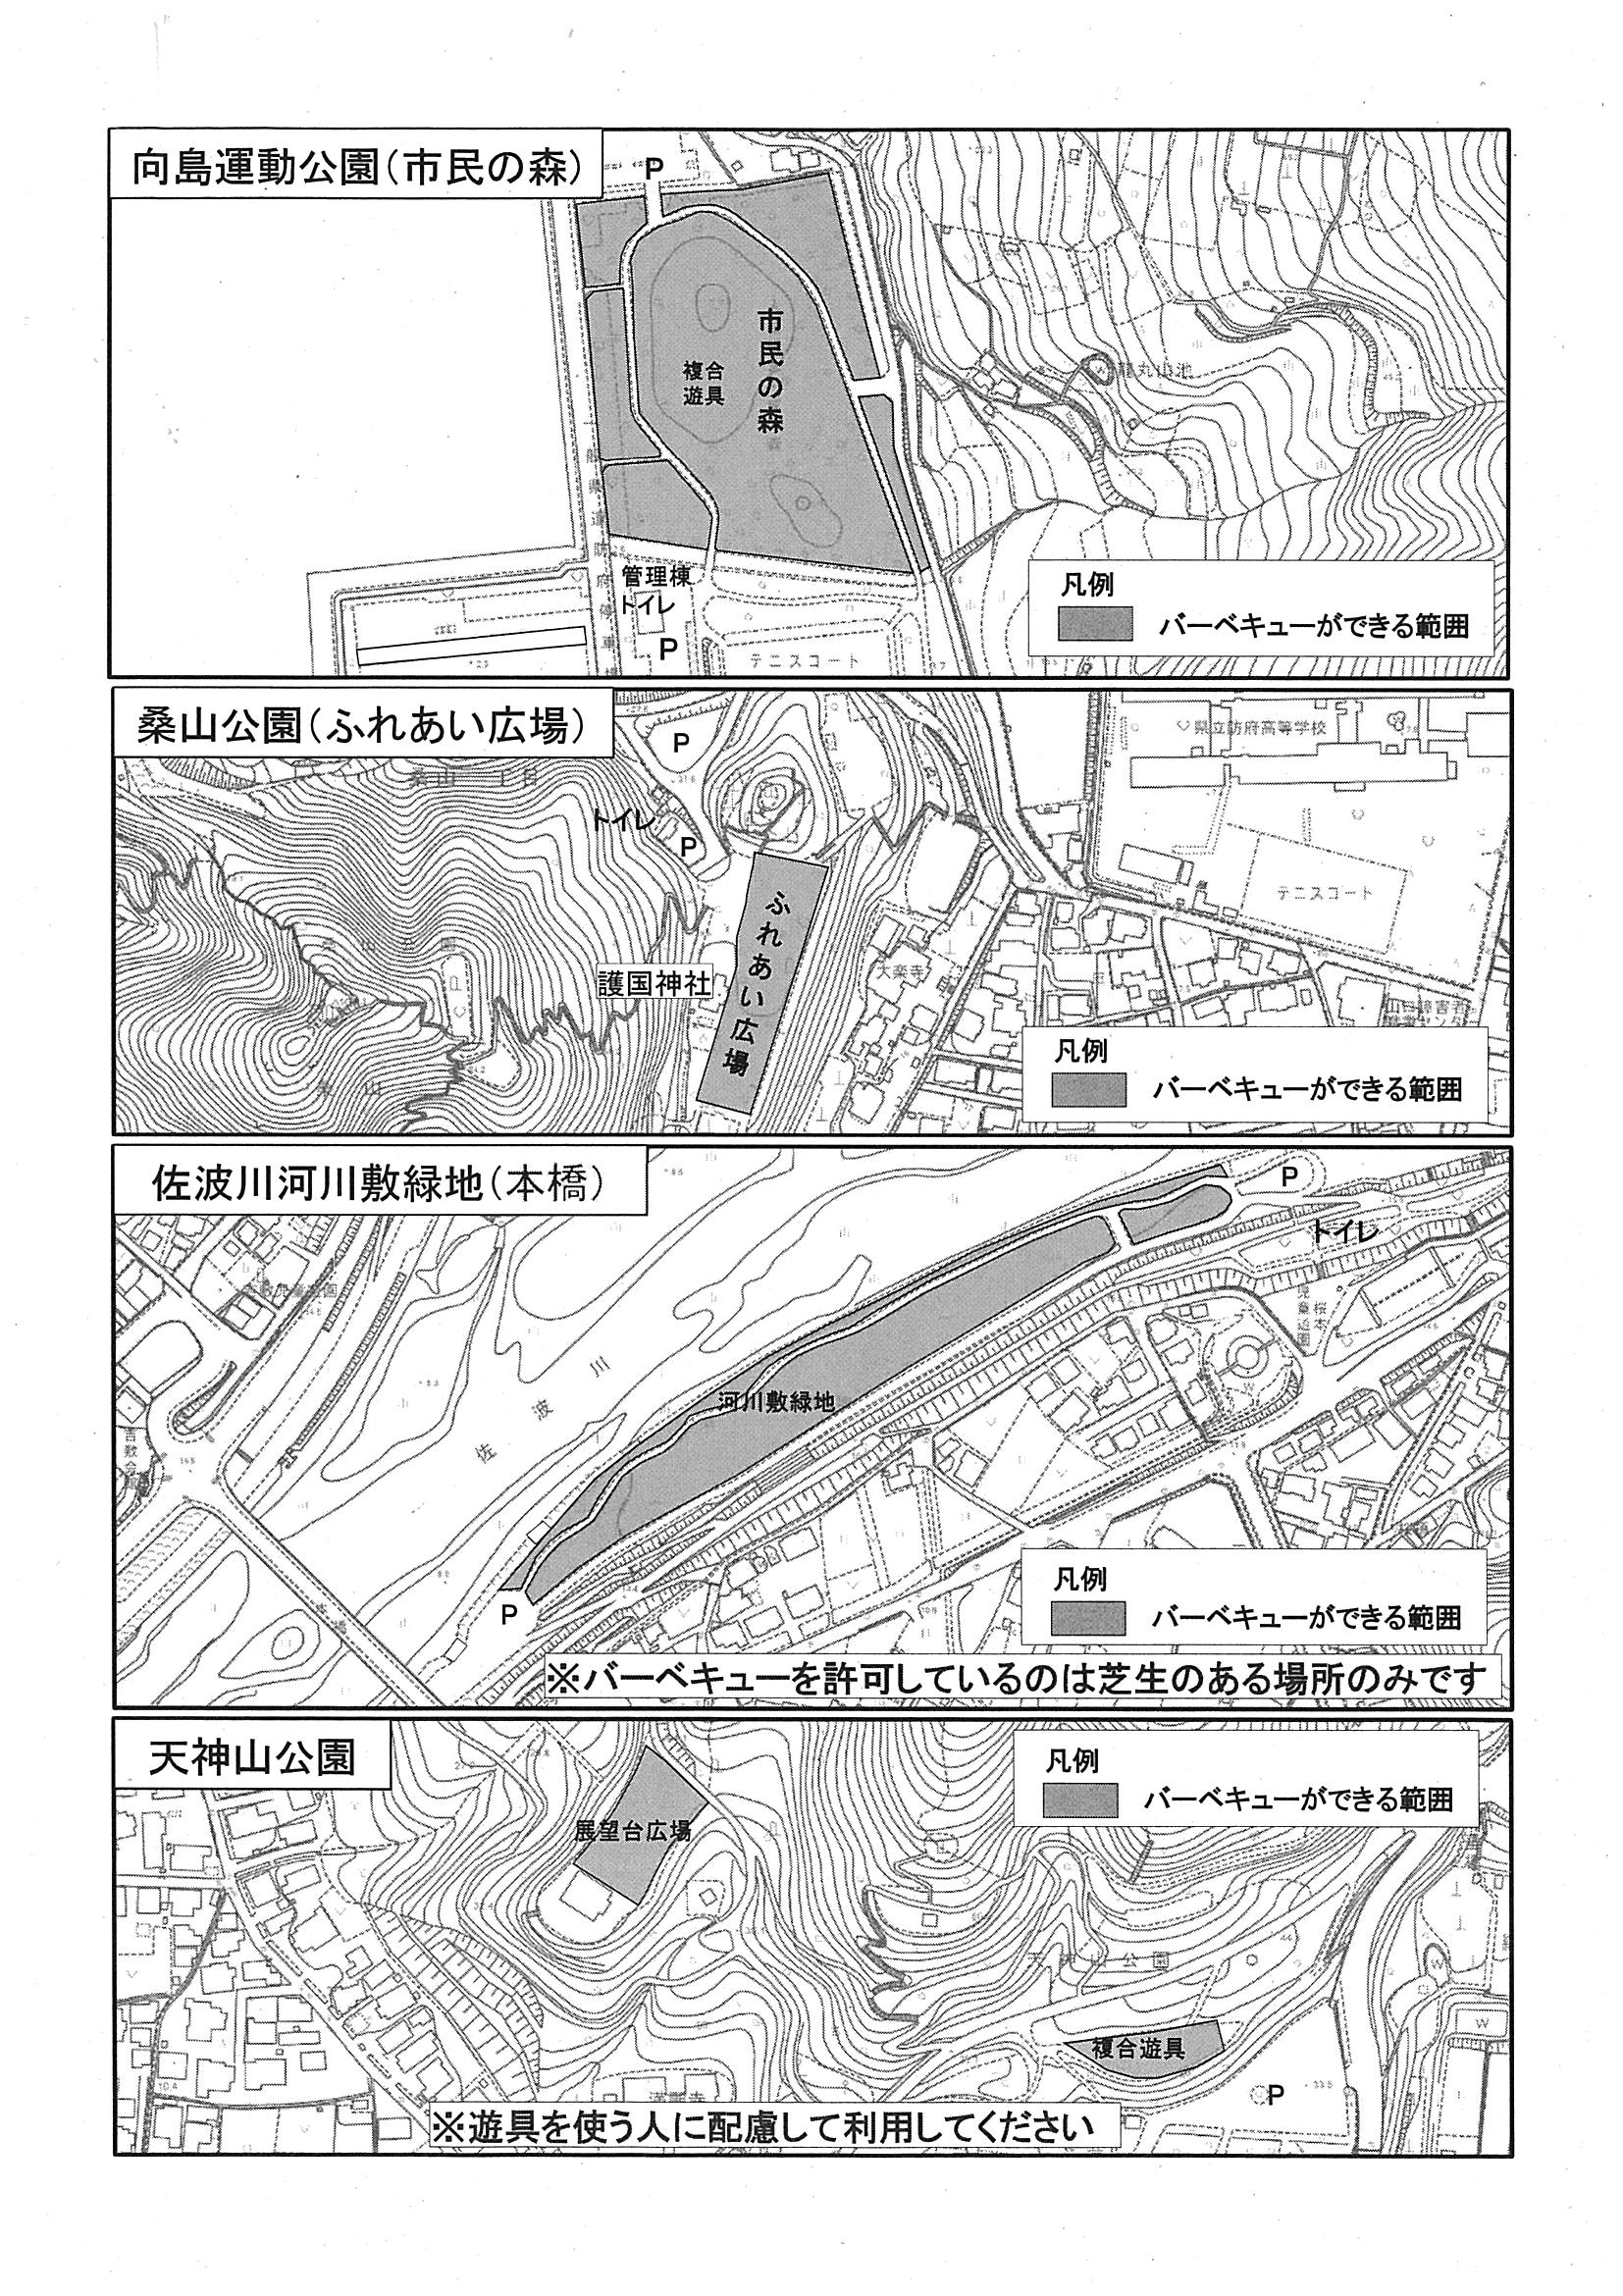 向島運動公園(市民の森)
P
市民の森
複合
遊具
管理棟
トイレ
P
テニスコート
凡例
バーベキューができる範囲
桑山公園(ふれあい広場)
P
県立防府高等学校
トイレ
P
テニスコート
ふれあい広場
護国神社
大楽寺
凡例
バーベキューができる範囲
佐波川河川敷緑地(本橋)
P
トイレ
河川敷緑地
佐波川
P
凡例
バーベキューができる範囲
※バーベキューを許可しているのは芝生のある場所のみです
天神山公園
凡例
バーベキューができる範囲
展望台広場
天神山公園
複合遊具
P
※遊具を使う人に配慮して利用してください